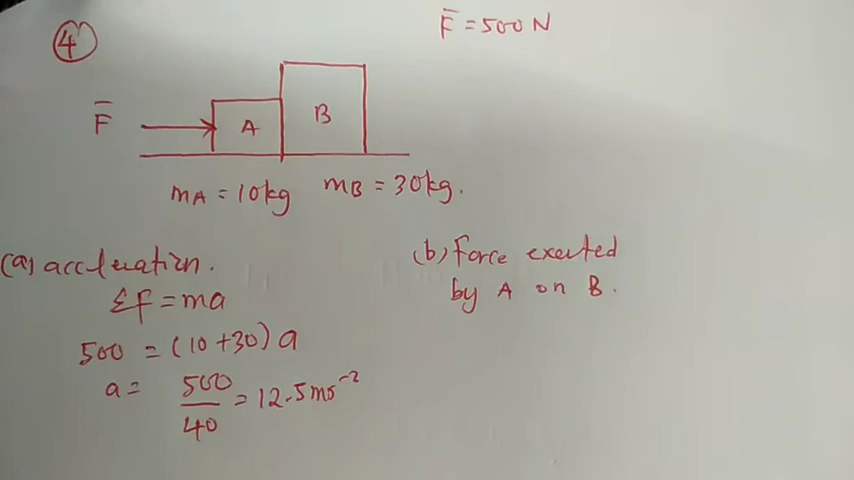 ④
F̅ = 500 N
F̅
A
B
mA = 10kg mB = 30kg.
(a) accleration.
ΣF = ma
500 = (10 + 30) a
a = 500/40 = 12.5 ms⁻²
(b) Force exerted
by A on B.